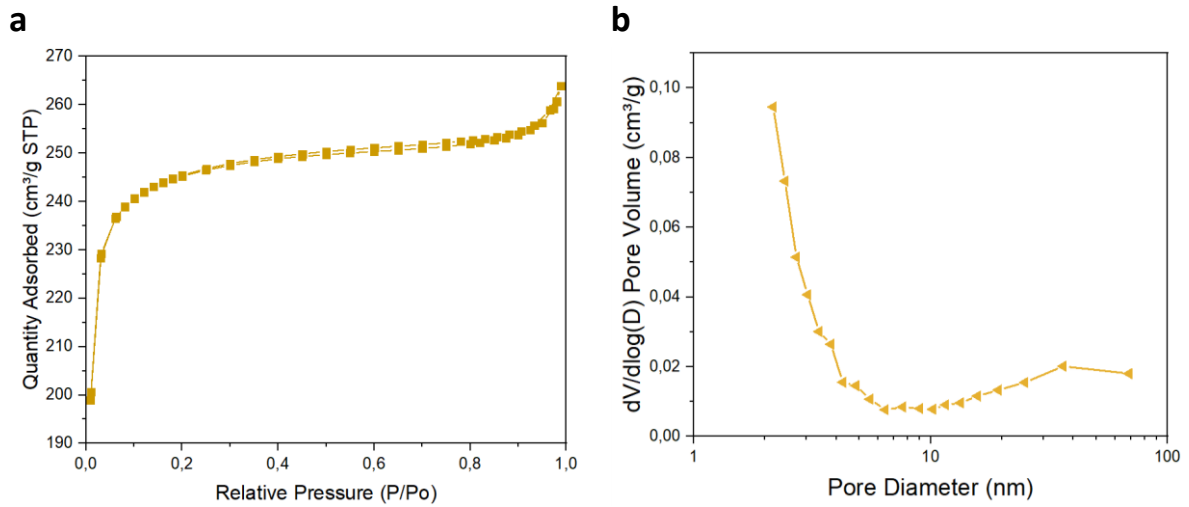 a
270
260
250
240
230
220
210
200
190
Quantity Adsorbed (cm³/g STP)
0,0 0,2 0,4 0,6 0,8 1,0
Relative Pressure (P/Po)
b
0,10
0,08
0,06
0,04
0,02
0,00
dV/dlog(D) Pore Volume (cm³/g)
1 10 100
Pore Diameter (nm)